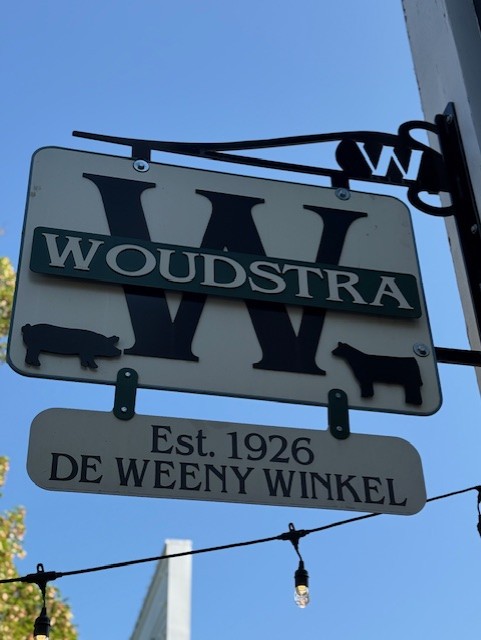 W
W
WOUDSTRA
Est. 1926
DE WEENY WINKEL